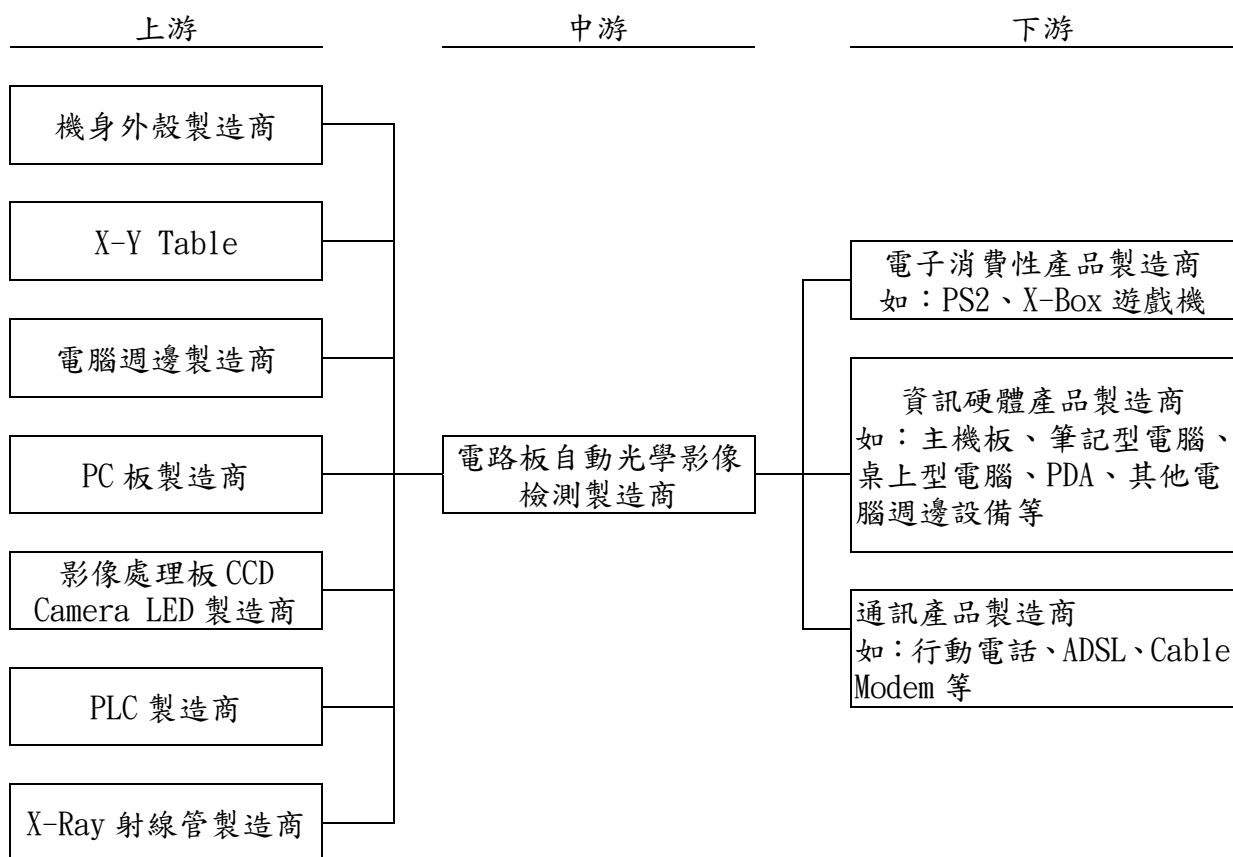 上游
中游
下游
機身外殼製造商
X-Y Table
電腦週邊製造商
PC 板製造商
影像處理板 CCD
Camera LED 製造商
PLC 製造商
X-Ray 射線管製造商
電路板自動光學影像
檢測製造商
電子消費性產品製造商
如：PS2、X-Box 遊戲機
資訊硬體產品製造商
如：主機板、筆記型電腦、
桌上型電腦、PDA、其他電
腦週邊設備等
通訊產品製造商
如：行動電話、ADSL、Cable
Modem 等